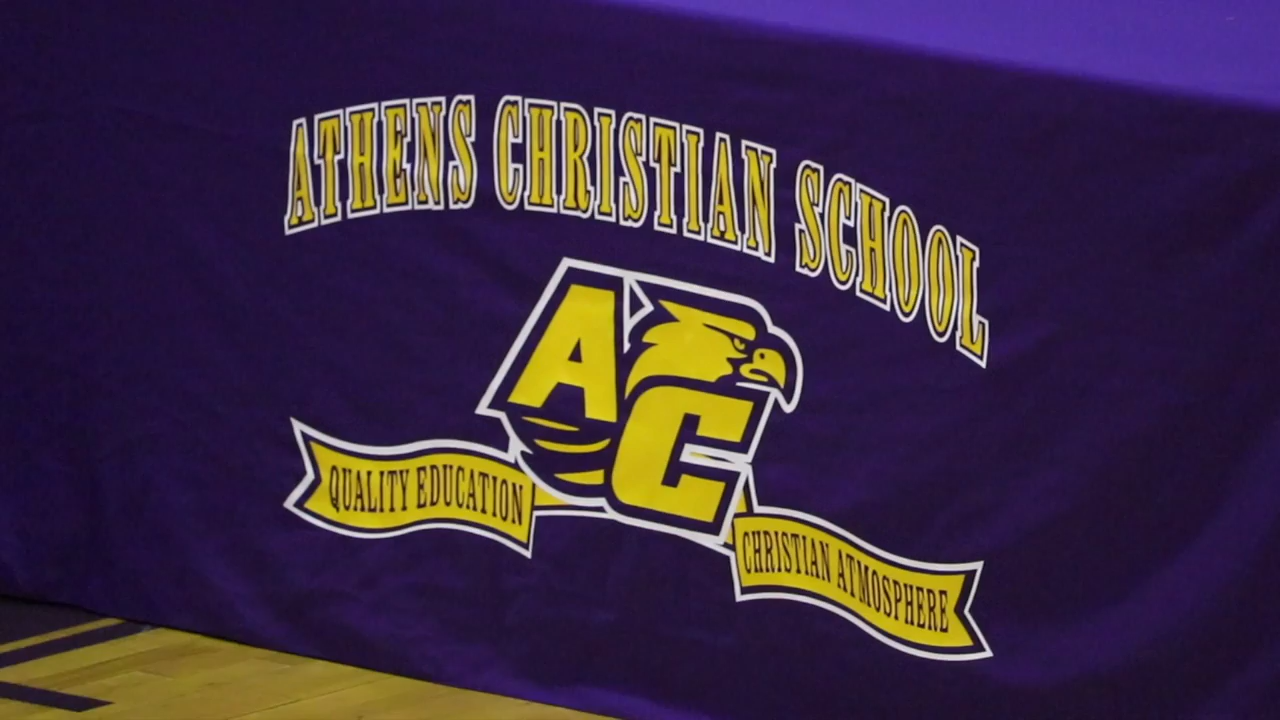 ATHENS CHRISTIAN SCHOOL
AC
QUALITY EDUCATION
CHRISTIAN ATMOSPHERE